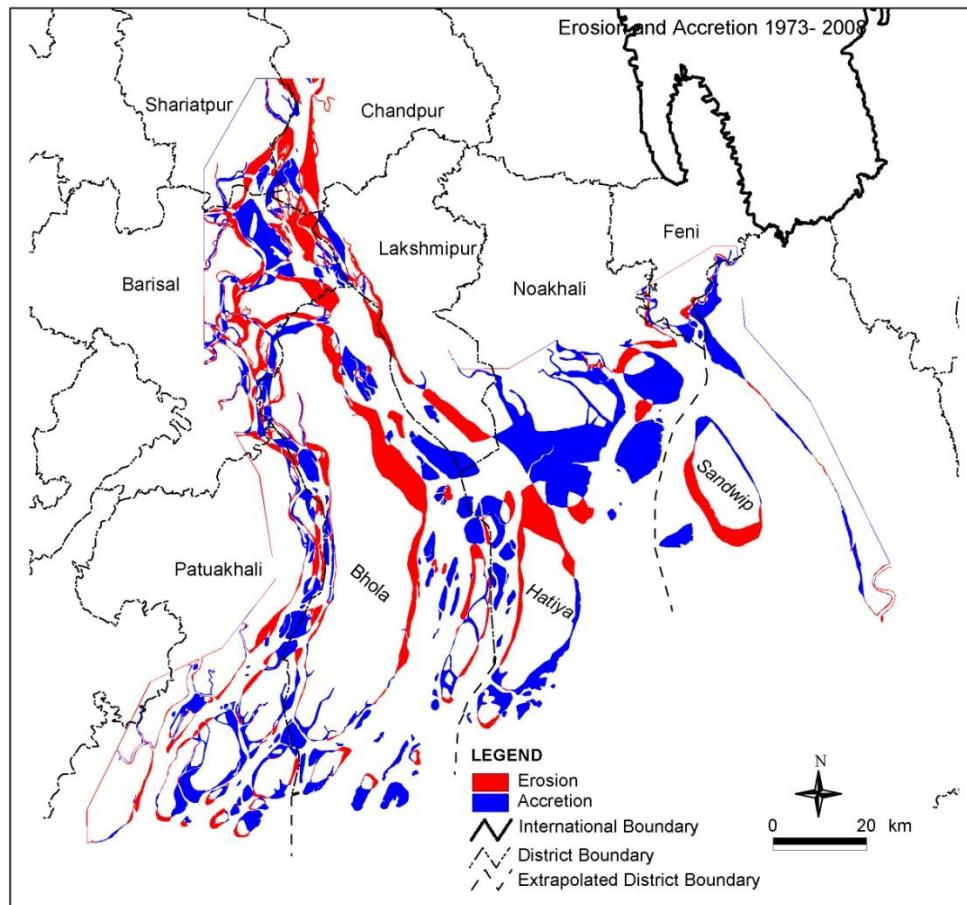 Erosion and Accretion 1973- 2008
Shariatpur
Chandpur
Feni
Lakshmipur
Barisal
Noakhali
Sandwip
Patuakhali
Bhola
Hatiya
LEGEND
Erosion
Accretion
International Boundary
District Boundary
Extrapolated District Boundary
N
0 20 km